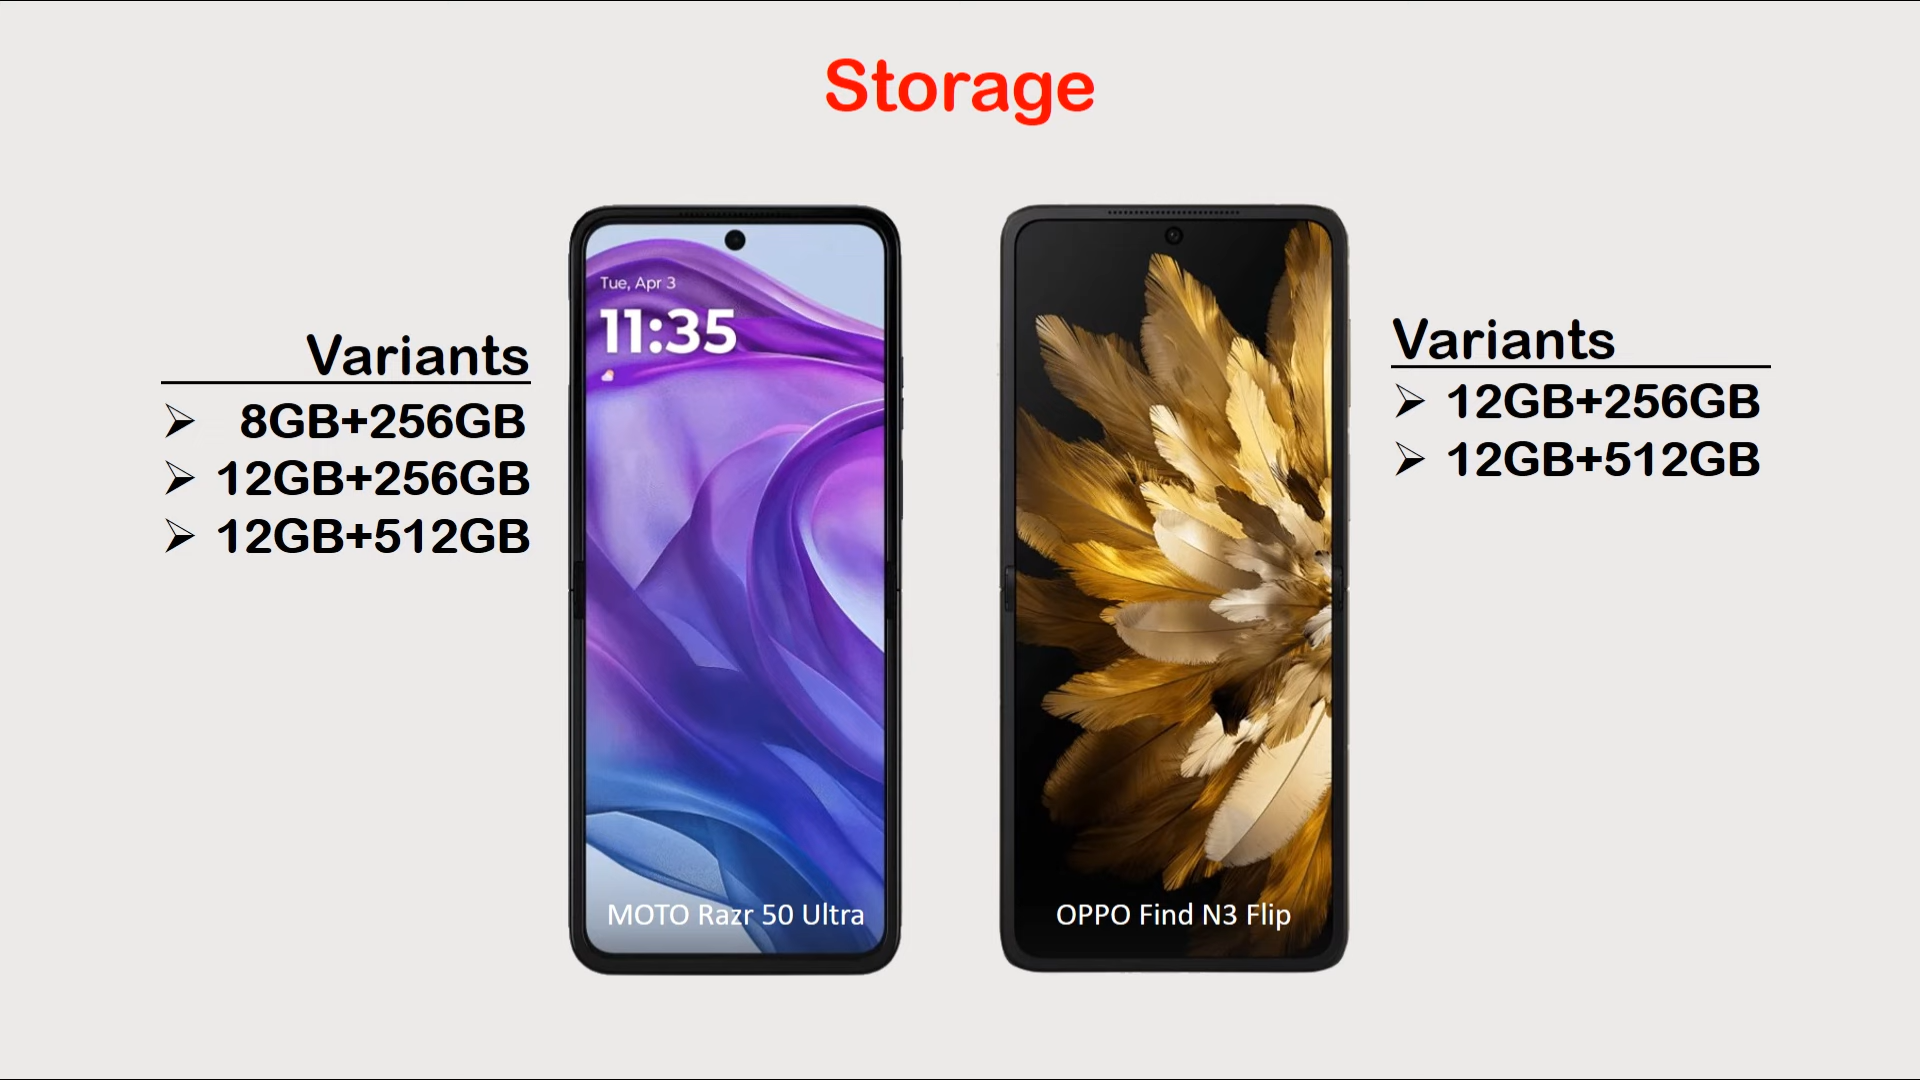 Storage
Variants
8GB+256GB
12GB+256GB
12GB+512GB
Tue, Apr 3
11:35
MOTO Razr 50 Ultra
OPPO Find N3 Flip
Variants
12GB+256GB
12GB+512GB